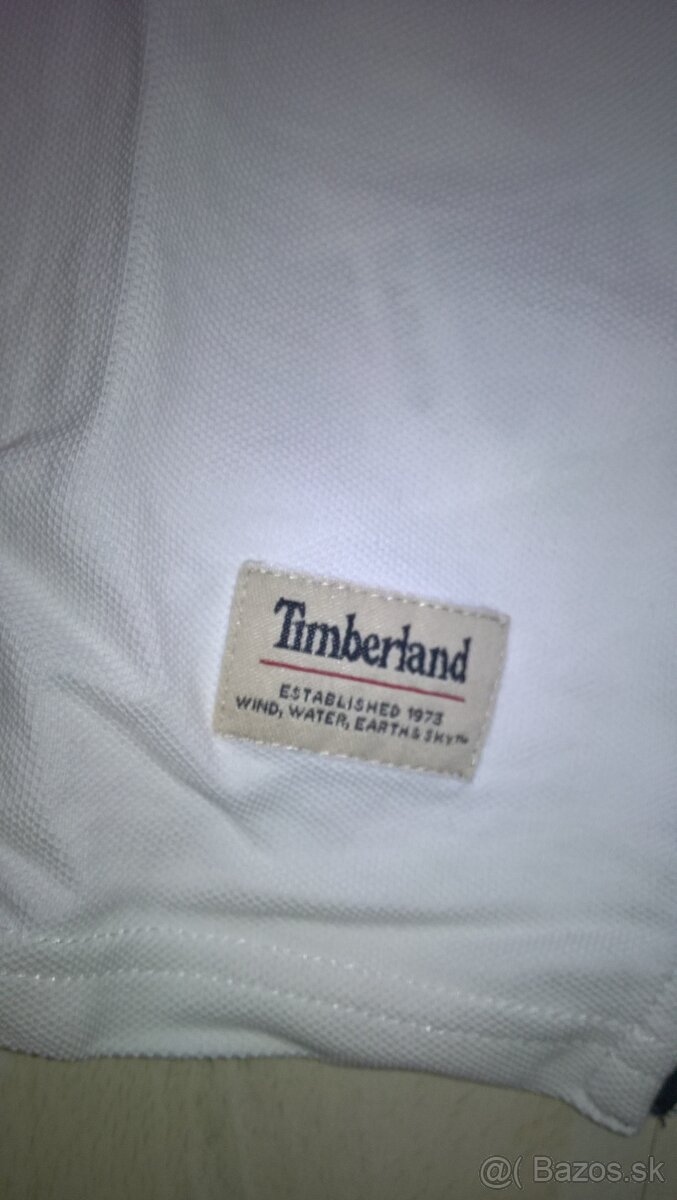 Timberland
ESTABLISHED 1973
WIND, WATER, EARTH & SKY™
@( Bazos.sk